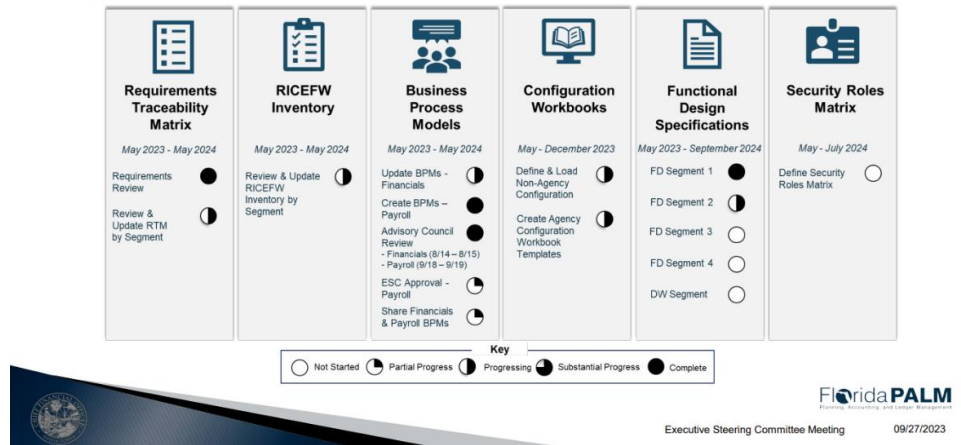 Requirements
Traceability
Matrix
May 2023 - May 2024
Requirements
Review
Review &
Update RTM
by Segment
RICEFW
Inventory
May 2023 - May 2024
Review & Update
RICEFW
Inventory by
Segment
Business
Process
Models
May 2023 - May 2024
Update BPMs -
Financials
Create BPMs –
Payroll
Advisory Council
Review
- Financials (8/14 – 8/15)
- Payroll (9/18 – 9/19)
ESC Approval -
Payroll
Share Financials
& Payroll BPMs
Configuration
Workbooks
May - December 2023
Define & Load
Non-Agency
Configuration
Create Agency
Configuration
Workbook
Templates
Functional
Design
Specifications
May 2023 - September 2024
FD Segment 1
FD Segment 2
FD Segment 3
FD Segment 4
DW Segment
Security Roles
Matrix
May - July 2024
Define Security
Roles Matrix
Key
Not Started Partial Progress Progressing Substantial Progress Complete
Florida PALM
Planning, Accounting, and Ledger Management
Executive Steering Committee Meeting 09/27/2023